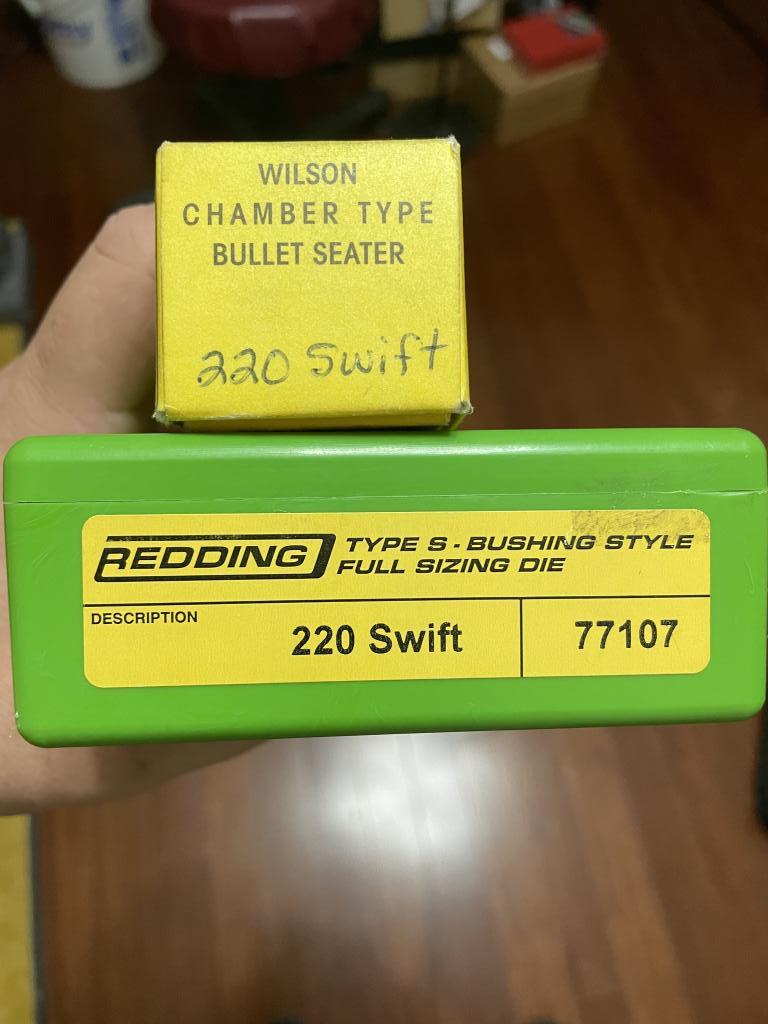 WILSON
CHAMBER TYPE
BULLET SEATER
220 Swift
REDDING TYPE S - BUSHING STYLE
FULL SIZING DIE
DESCRIPTION
220 Swift 77107